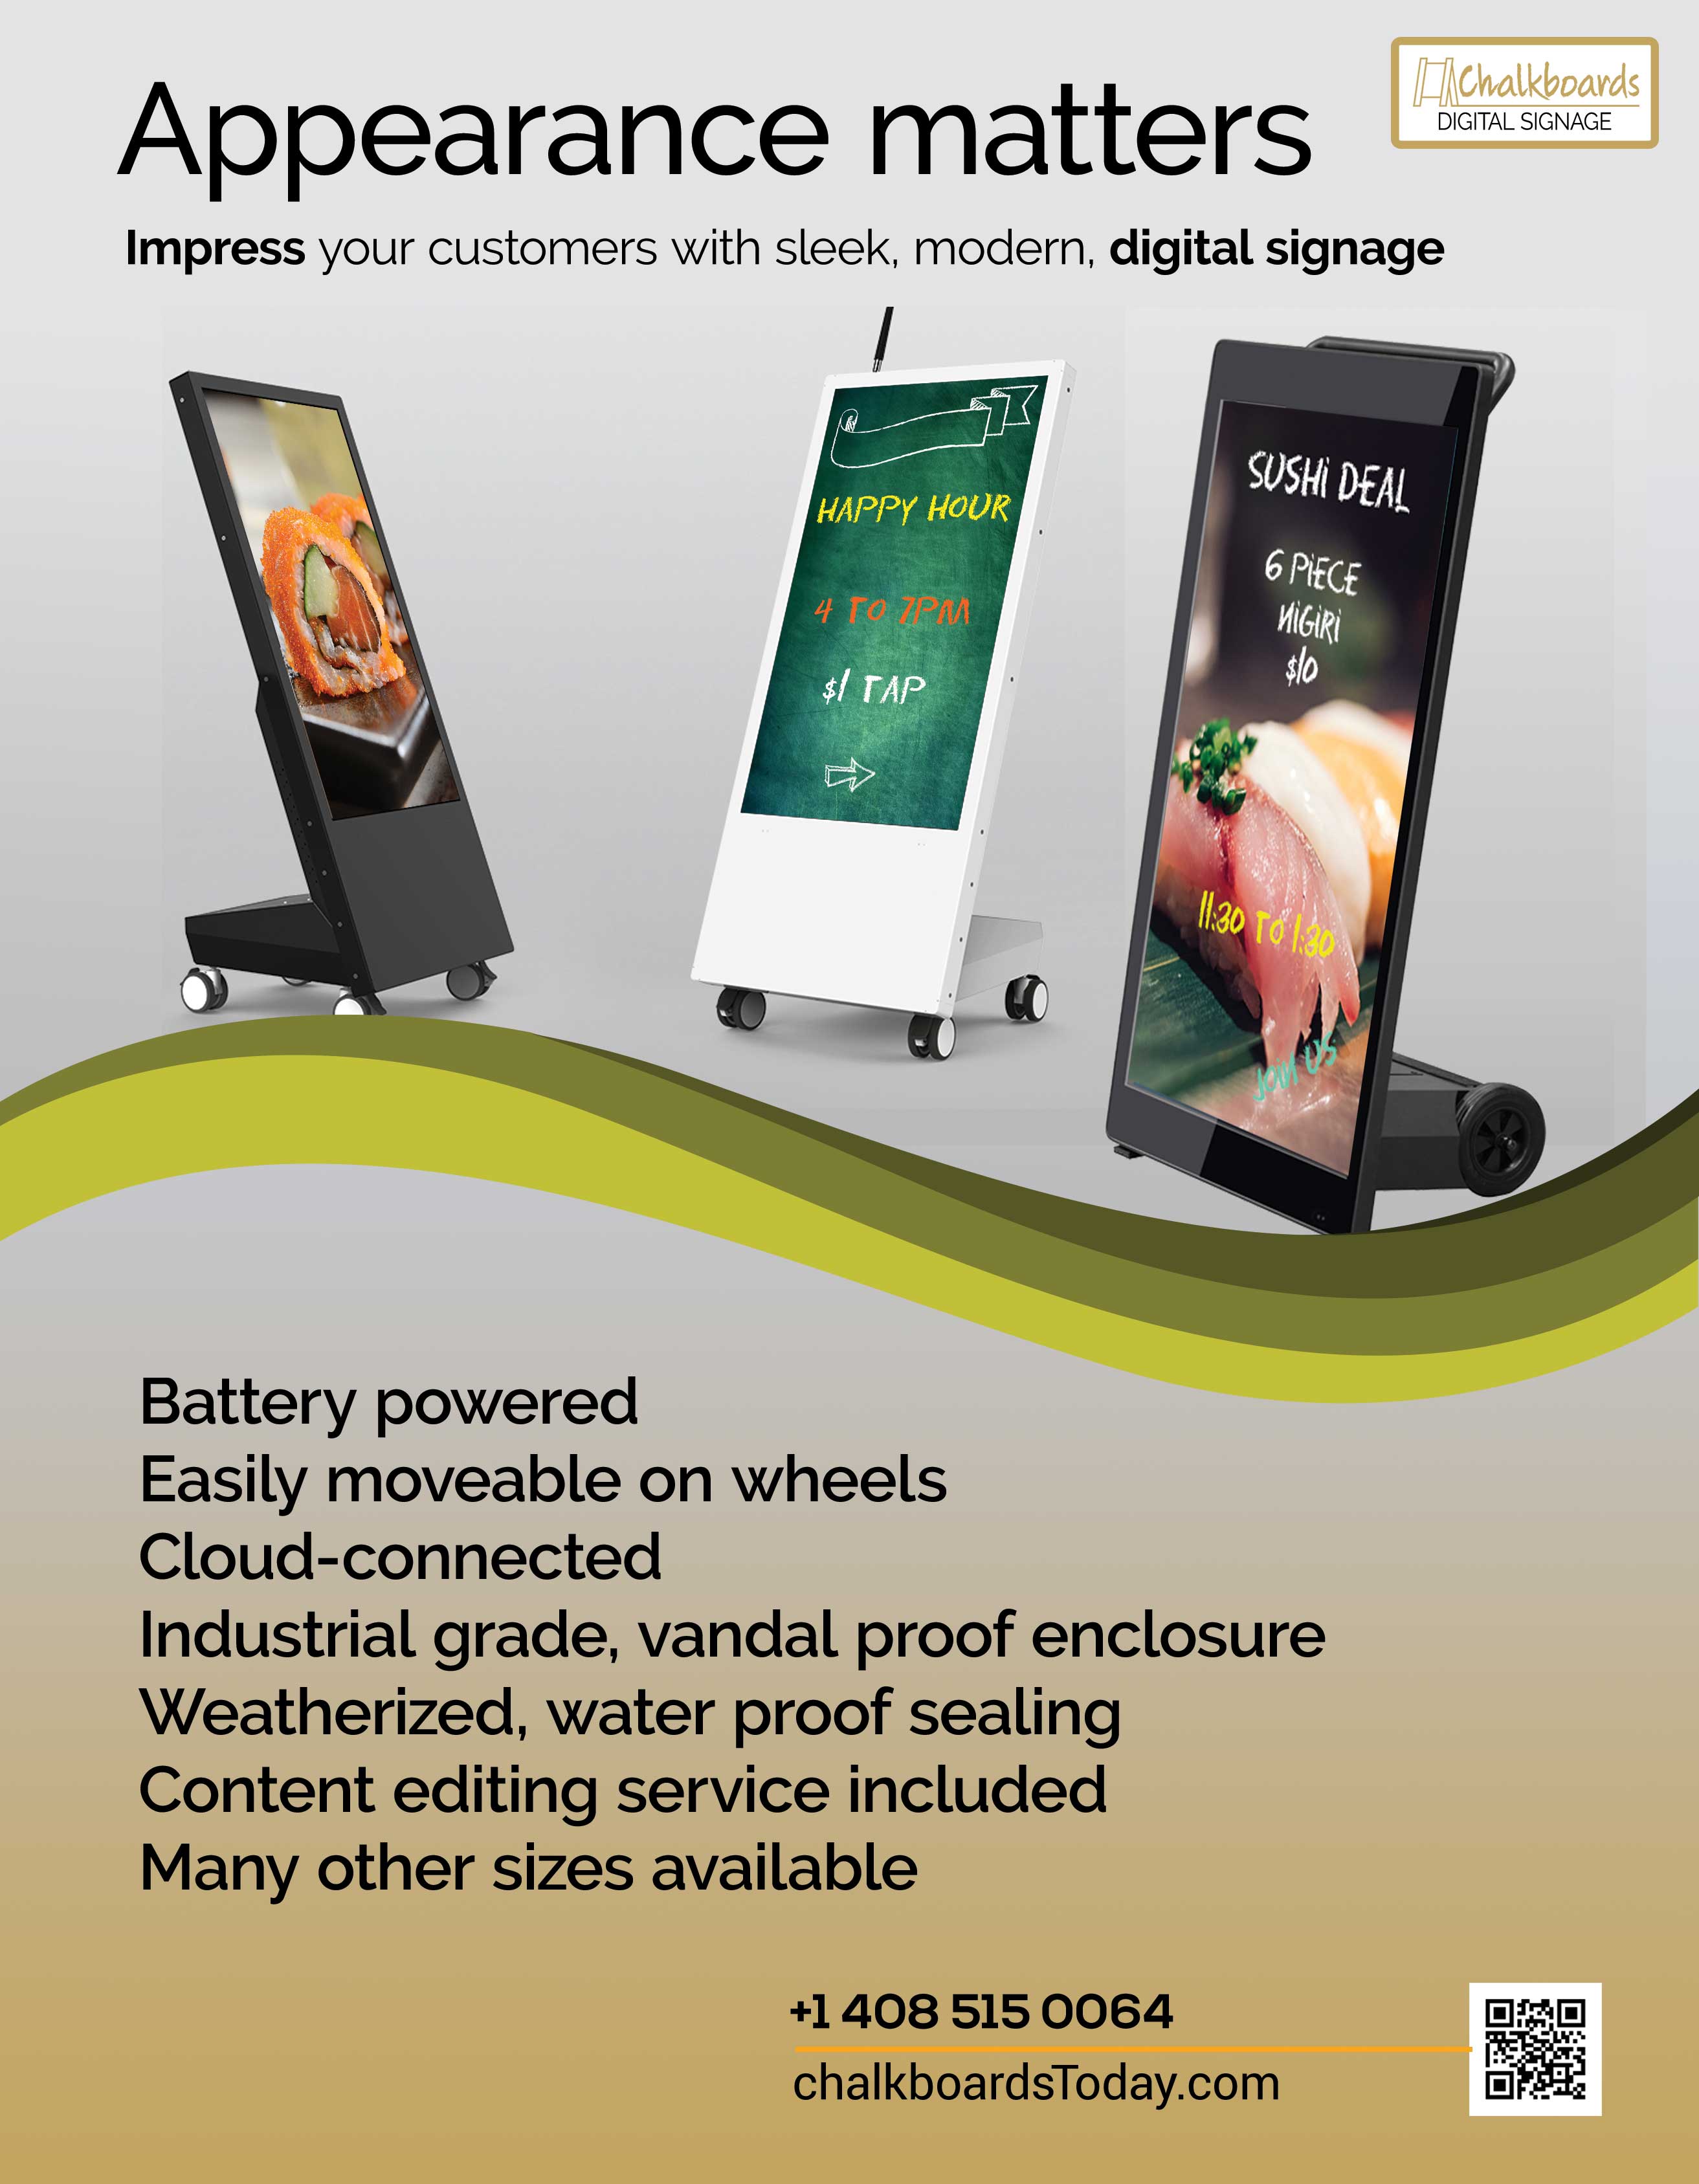 Appearance matters
Chalkboards
DIGITAL SIGNAGE
Impress your customers with sleek, modern, digital signage
HAPPY HOUR
4 TO 7PM
$1 TAP
SUSHi DEAL
6 PiECE
NiGiRi
$10
11:30 TO 1:30
JOiN US
Battery powered
Easily moveable on wheels
Cloud-connected
Industrial grade, vandal proof enclosure
Weatherized, water proof sealing
Content editing service included
Many other sizes available
+1 408 515 0064
chalkboardsToday.com